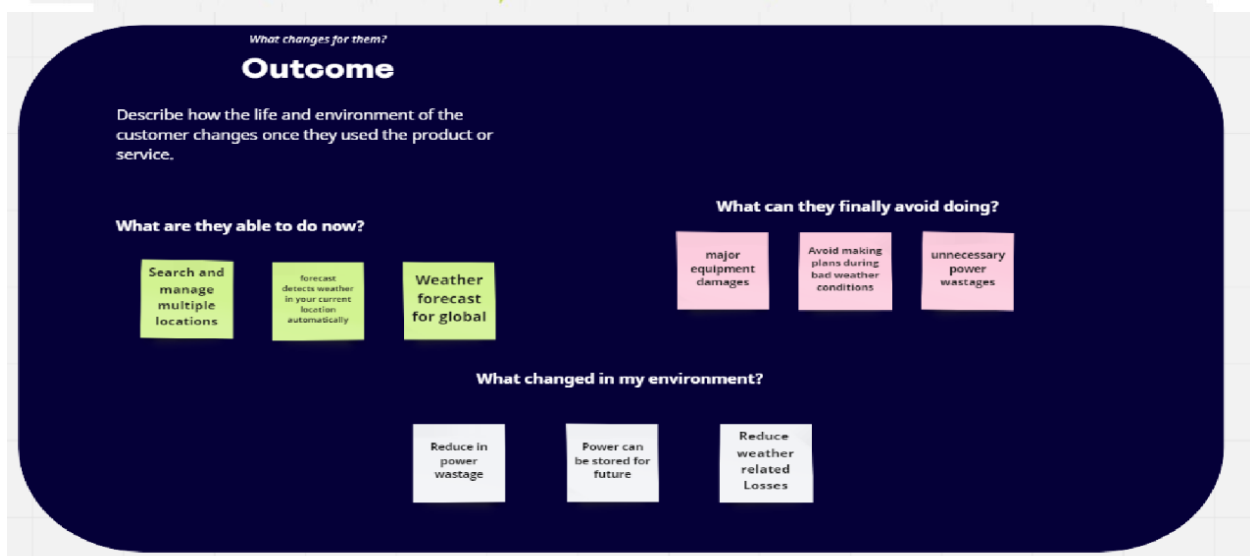 What changes for them?
Outcome
Describe how the life and environment of the
customer changes once they used the product or
service.
What are they able to do now?
Search and
manage
multiple
locations
forecast
detects weather
in your current
location
automatically
Weather
forecast
for global
What can they finally avoid doing?
major
equipment
damages
Avoid making
plans during
bad weather
conditions
unnecessary
power
wastages
What changed in my environment?
Reduce in
power
wastage
Power can
be stored for
future
Reduce
weather
related
Losses